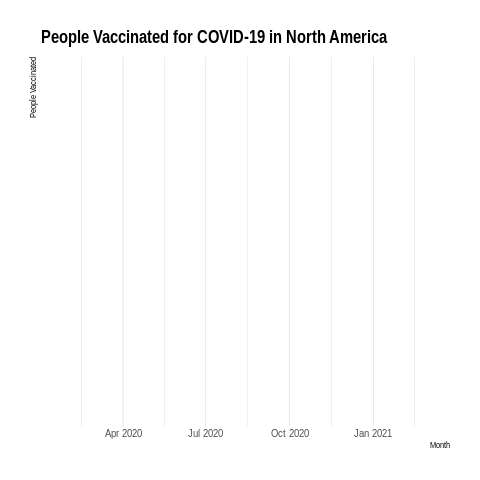 People Vaccinated for COVID-19 in North America
People Vaccinated
Apr 2020
Jul 2020
Oct 2020
Jan 2021
Month